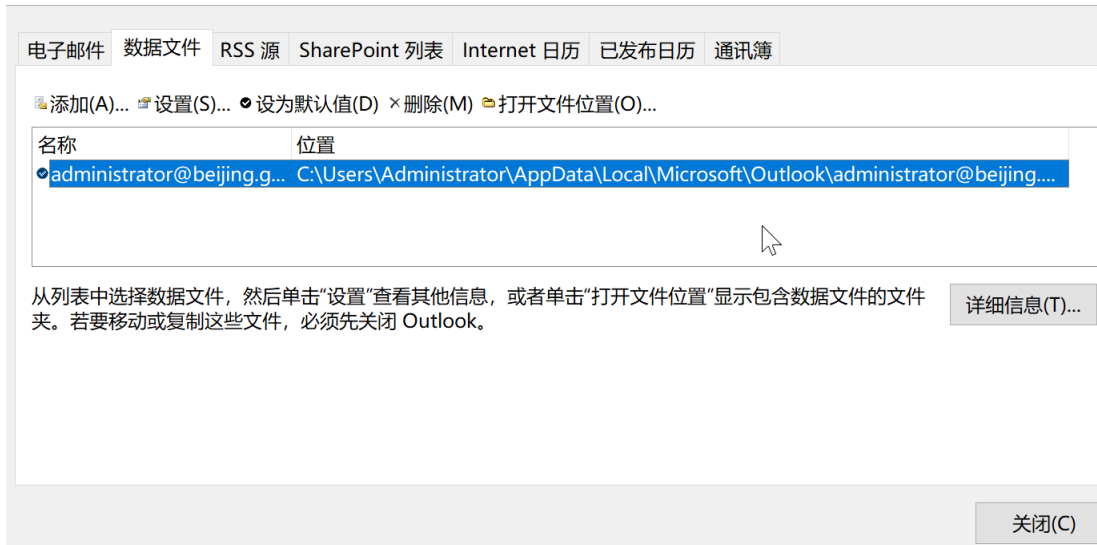 电子邮件 数据文件 RSS 源 SharePoint 列表 Internet 日历 已发布日历 通讯簿
添加(A)... 设置(S)... 设为默认值(D) 删除(M) 打开文件位置(O)...
名称 位置
administrator@beijing.g... C:\Users\Administrator\AppData\Local\Microsoft\Outlook\administrator@beijing....
从列表中选择数据文件，然后单击“设置”查看其他信息，或者单击“打开文件位置”显示包含数据文件的文件
夹。若要移动或复制这些文件，必须先关闭 Outlook。
详细信息(T)...
关闭(C)